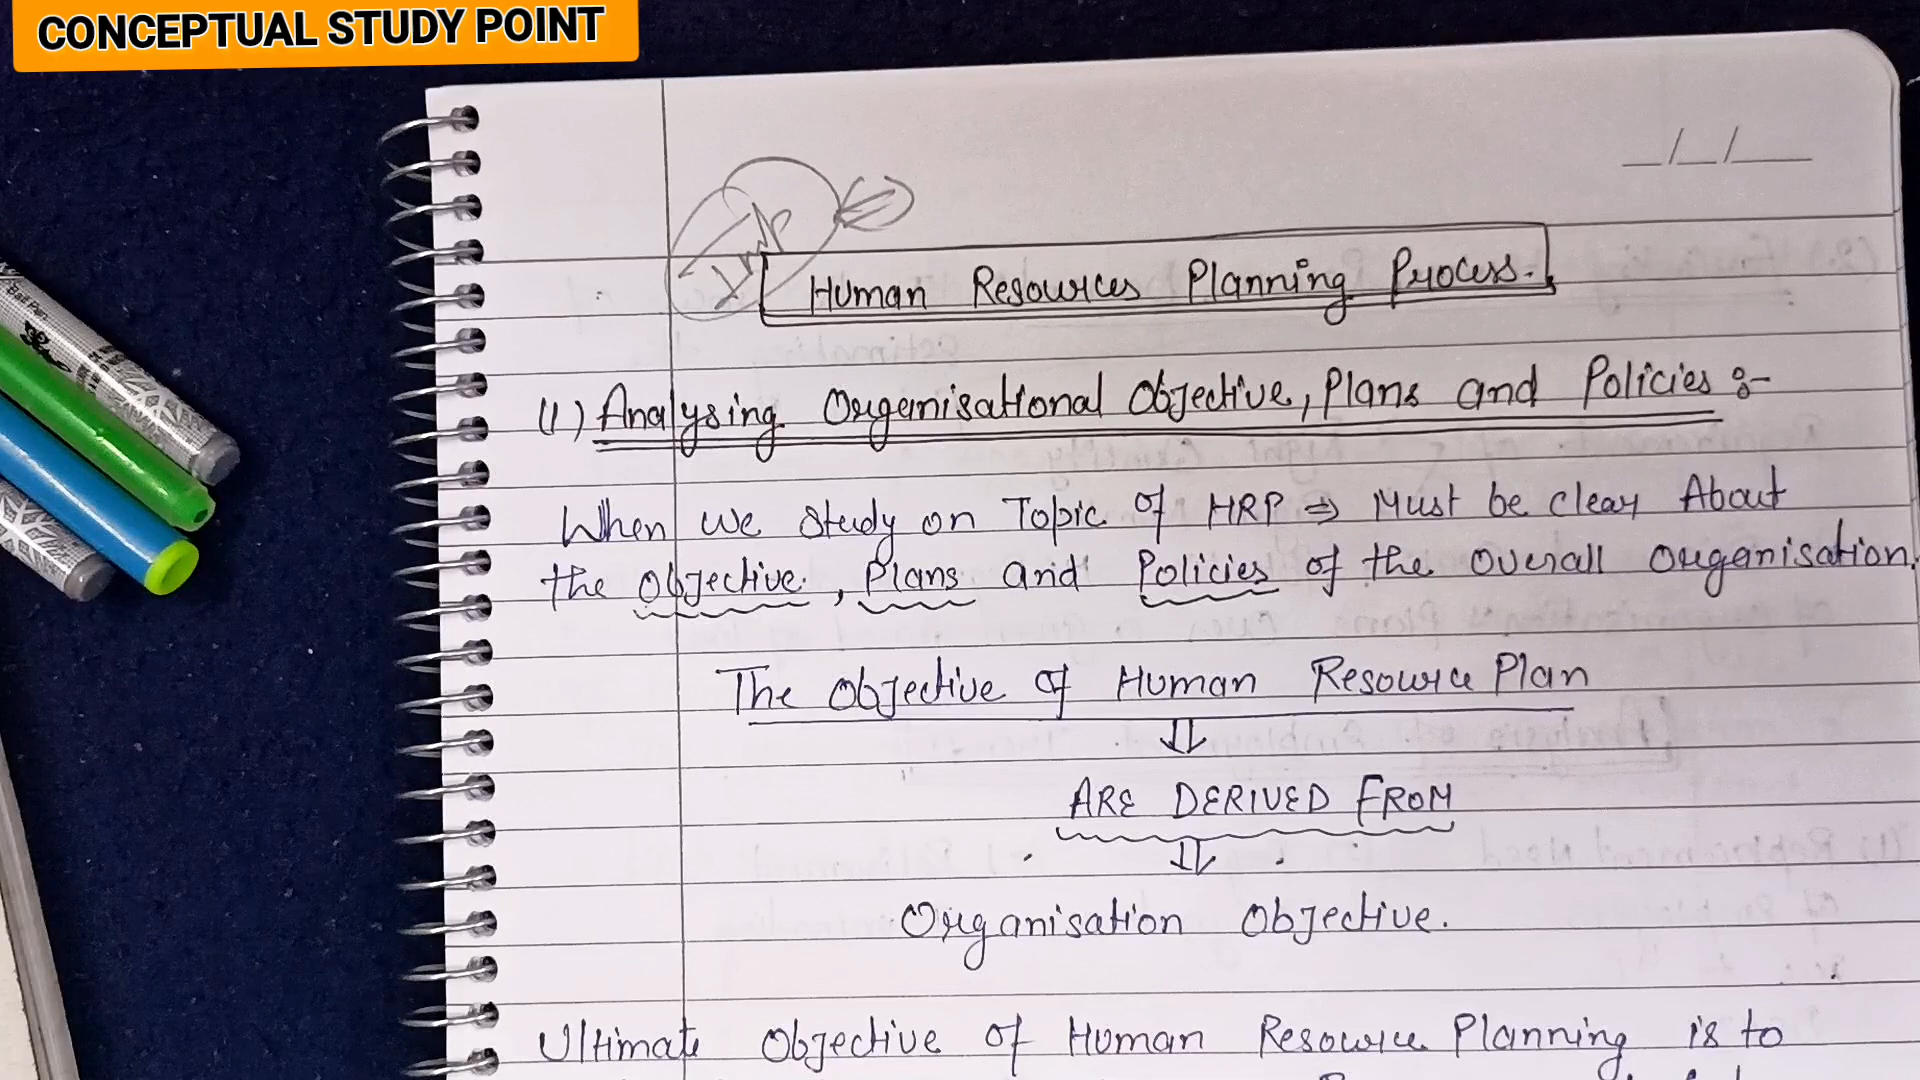 CONCEPTUAL STUDY POINT
_/_/__
Imp
Human Resources Planning Process.
(1) Analysing Organisational Objective, Plans and Policies :-
When we Study on Topic of HRP ⇒ Must be clear About
the Objective, Plans and Policies of the Overall Organisation.
The Objective of Human Resource Plan
⇓
ARE DERIVED FROM
⇓
Organisation Objective.
Ultimate Objective of Human Resource Planning is to